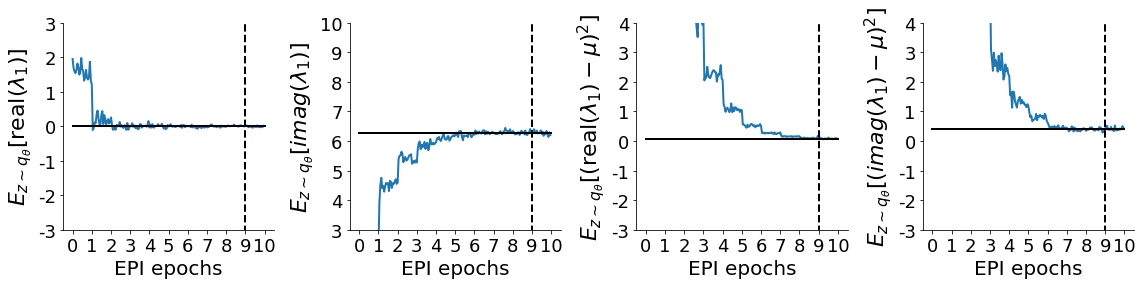 E_{z∼q_θ}[real(λ_1)]
3
2
1
0
-1
-2
-3
0 1 2 3 4 5 6 7 8 9 10
EPI epochs
E_{z∼q_θ}[imag(λ_1)]
10
9
8
7
6
5
4
3
0 1 2 3 4 5 6 7 8 9 10
EPI epochs
E_{z∼q_θ}[(real(λ_1) − μ)^2]
4
3
2
1
0
-1
-2
-3
0 1 2 3 4 5 6 7 8 9 10
EPI epochs
E_{z∼q_θ}[(imag(λ_1) − μ)^2]
4
3
2
1
0
-1
-2
-3
0 1 2 3 4 5 6 7 8 9 10
EPI epochs